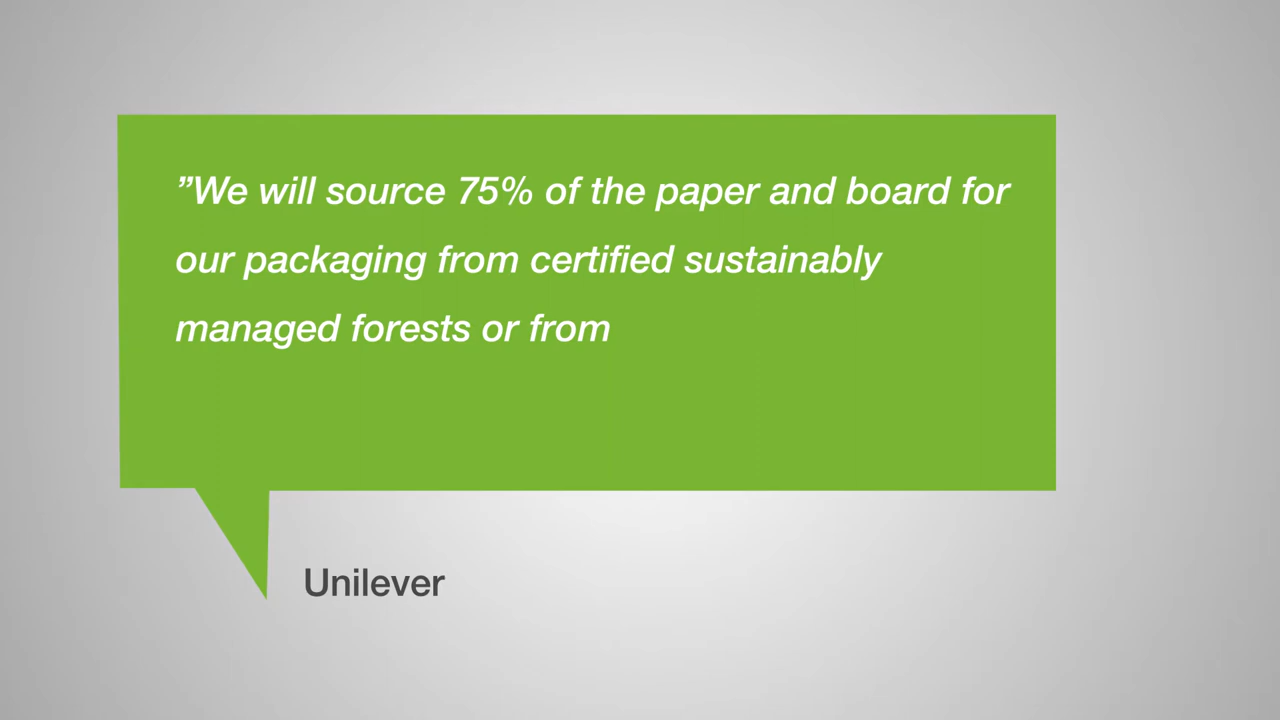 ”We will source 75% of the paper and board for
our packaging from certified sustainably
managed forests or from
Unilever